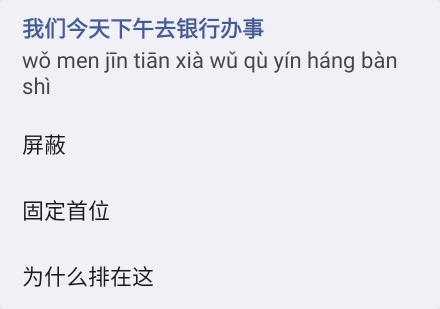 我们今天下午去银行办事
wǒ men jīn tiān xià wǔ qù yín háng bàn
shì
屏蔽
固定首位
为什么排在这